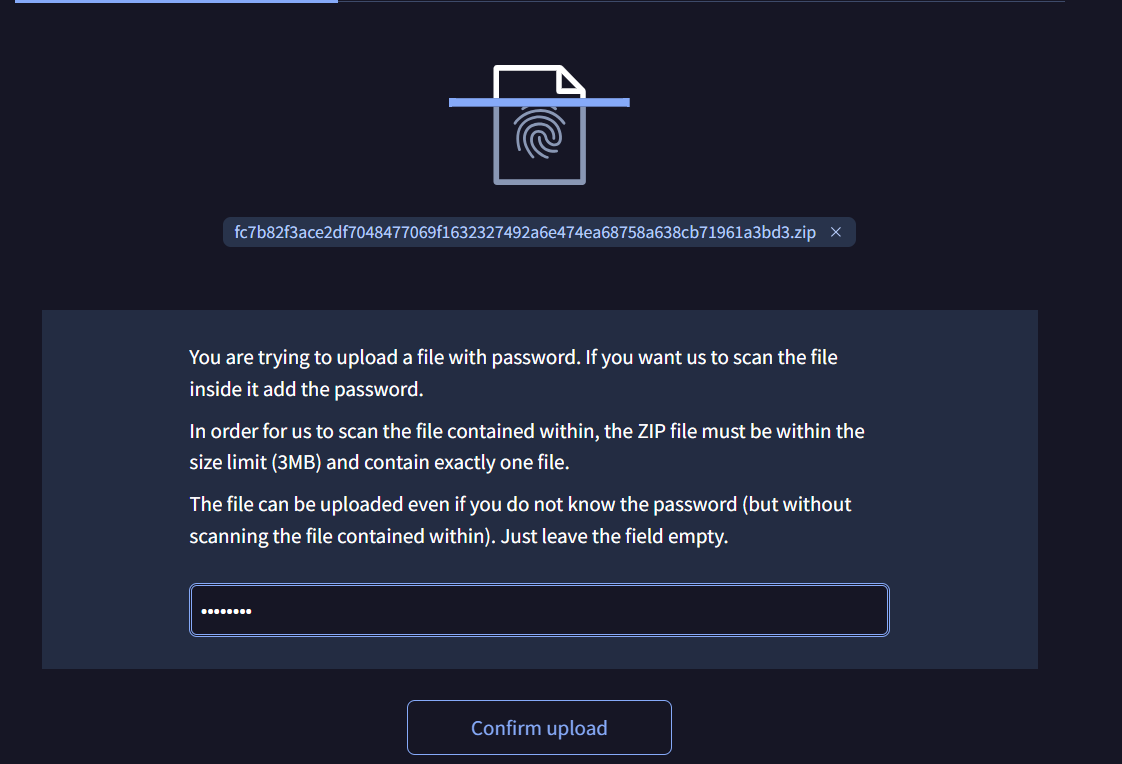 fc7b82f3ace2df7048477069f1632327492a6e474ea68758a638cb71961a3bd3.zip
You are trying to upload a file with password. If you want us to scan the file
inside it add the password.
In order for us to scan the file contained within, the ZIP file must be within the
size limit (3MB) and contain exactly one file.
The file can be uploaded even if you do not know the password (but without
scanning the file contained within). Just leave the field empty.
••••••••
Confirm upload